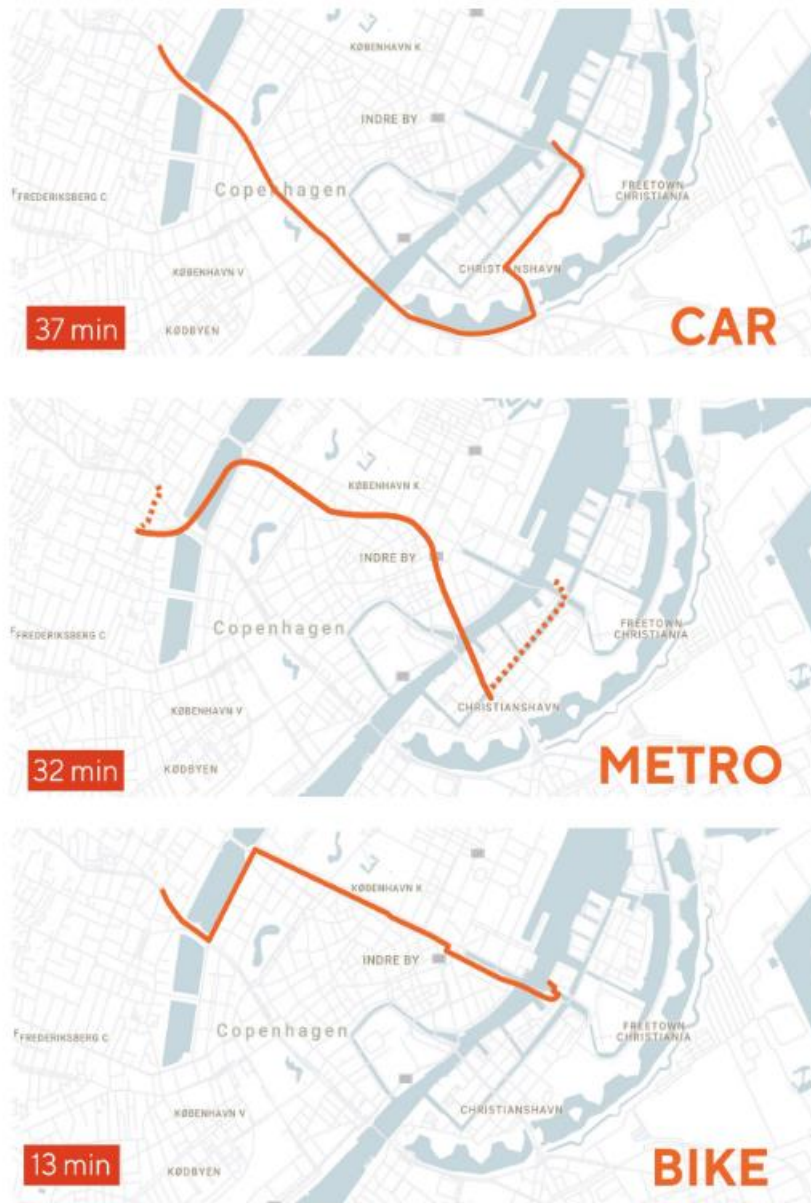 KØBENHAVN K
INDRE BY
FREDERIKSBERG C
Copenhagen
FREETOWN
CHRISTIANIA
KØBENHAVN V
CHRISTIANSHAVN
KØDBYEN
37 min
CAR
KØBENHAVN K
INDRE BY
FREDERIKSBERG C
Copenhagen
FREETOWN
CHRISTIANIA
KØBENHAVN V
CHRISTIANSHAVN
KØDBYEN
32 min
METRO
KØBENHAVN K
INDRE BY
FREDERIKSBERG C
Copenhagen
FREETOWN
CHRISTIANIA
KØBENHAVN V
CHRISTIANSHAVN
KØDBYEN
13 min
BIKE